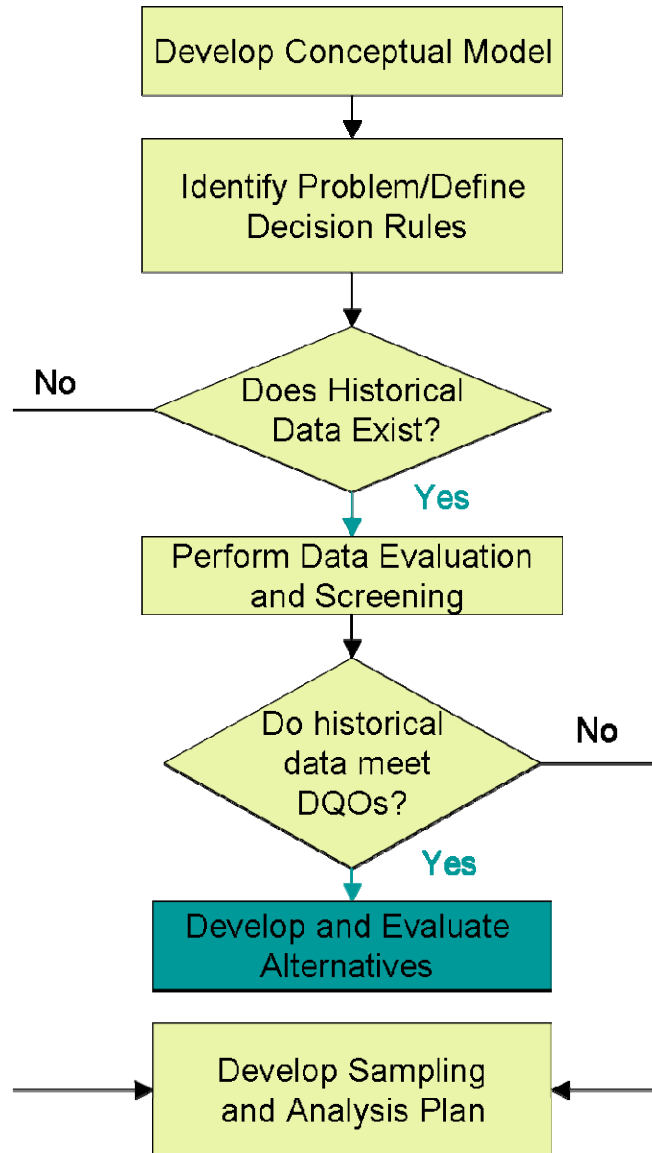 Develop Conceptual Model
Identify Problem/Define
Decision Rules
No
Does Historical
Data Exist?
Yes
Perform Data Evaluation
and Screening
Do historical
data meet
DQOs?
No
Yes
Develop and Evaluate
Alternatives
Develop Sampling
and Analysis Plan